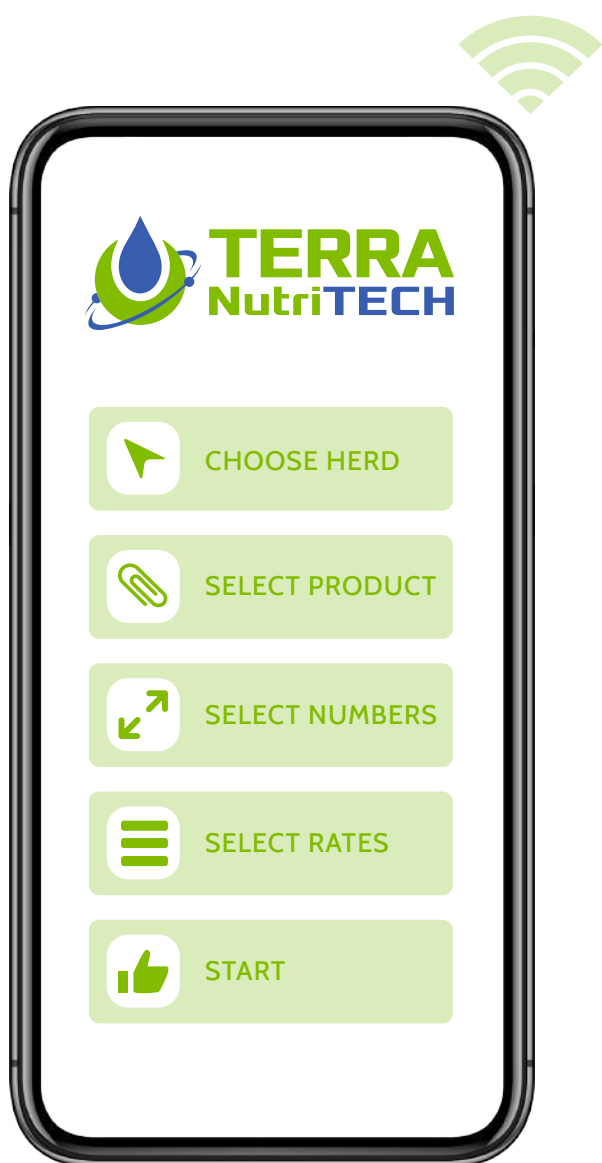 TERRA
NutriTECH
CHOOSE HERD
SELECT PRODUCT
SELECT NUMBERS
SELECT RATES
START